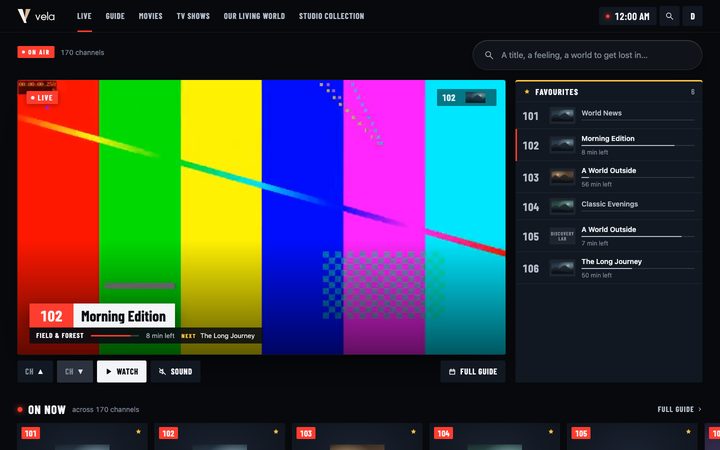 vela LIVE GUIDE MOVIES TV SHOWS OUR LIVING WORLD STUDIO COLLECTION 12:00 AM D
ON AIR 170 channels
A title, a feeling, a world to get lost in...
LIVE
102
FAVOURITES 6
101 World News
102 Morning Edition
8 min left
103 A World Outside
56 min left
104 Classic Evenings
105 DISCOVERY LAB A World Outside
7 min left
106 The Long Journey
50 min left
102 Morning Edition
FIELD & FOREST 8 min left NEXT The Long Journey
CH ▲ CH ▼ WATCH SOUND FULL GUIDE
ON NOW across 170 channels FULL GUIDE
101 102 103 104 105